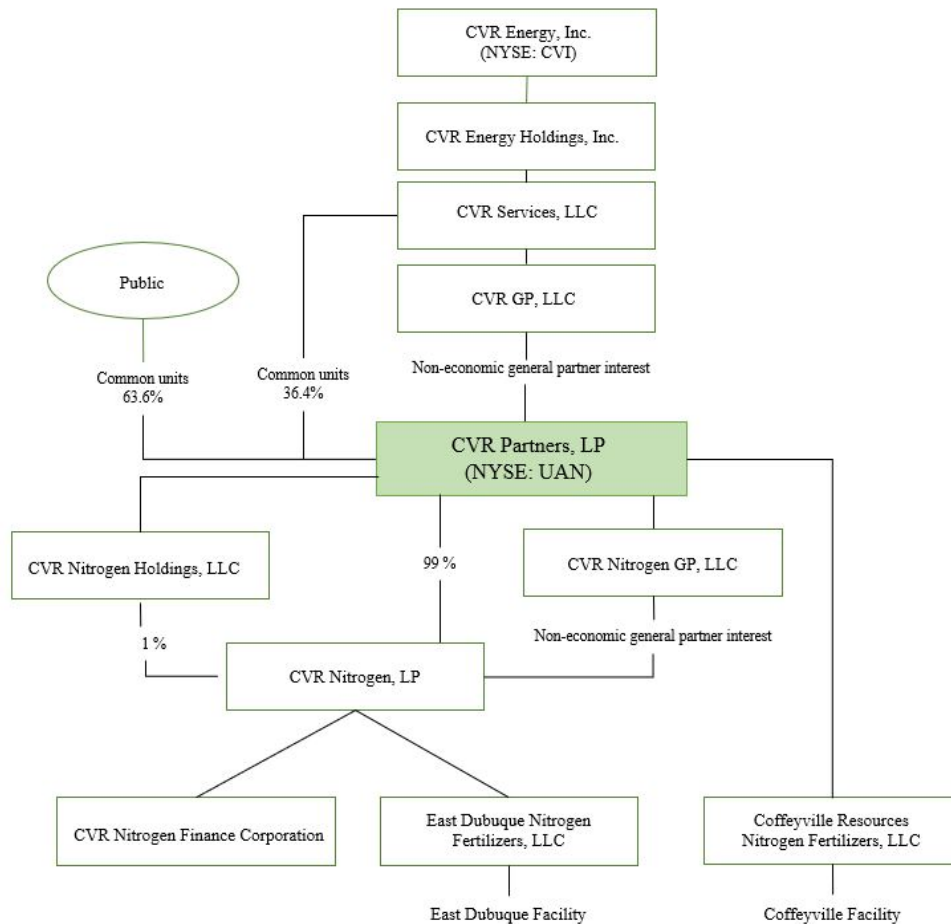 CVR Energy, Inc.
(NYSE: CVI)
CVR Energy Holdings, Inc.
CVR Services, LLC
Public
CVR GP, LLC
Common units
63.6%
Common units
36.4%
Non-economic general partner interest
CVR Partners, LP
(NYSE: UAN)
CVR Nitrogen Holdings, LLC
99 %
CVR Nitrogen GP, LLC
1 %
Non-economic general partner interest
CVR Nitrogen, LP
CVR Nitrogen Finance Corporation
East Dubuque Nitrogen
Fertilizers, LLC
Coffeyville Resources
Nitrogen Fertilizers, LLC
East Dubuque Facility
Coffeyville Facility